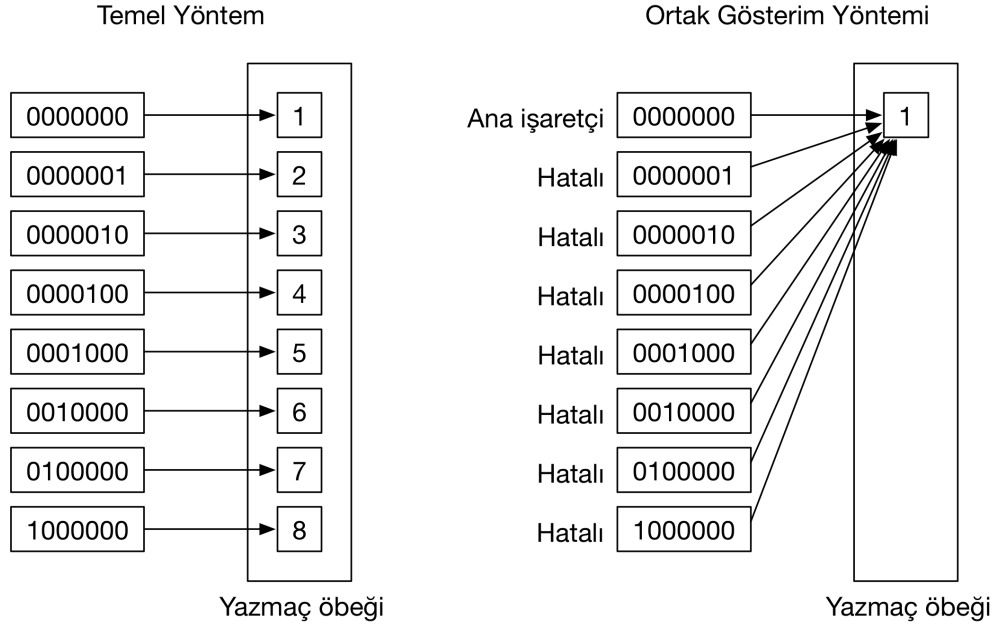 Temel Yöntem
0000000 1
0000001 2
0000010 3
0000100 4
0001000 5
0010000 6
0100000 7
1000000 8
Yazmaç öbeği
Ortak Gösterim Yöntemi
Ana işaretçi 0000000 1
Hatalı 0000001
Hatalı 0000010
Hatalı 0000100
Hatalı 0001000
Hatalı 0010000
Hatalı 0100000
Hatalı 1000000
Yazmaç öbeği